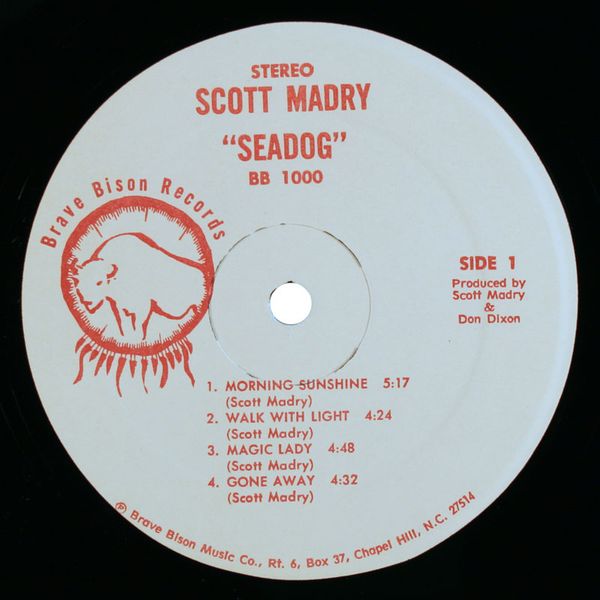 STEREO
SCOTT MADRY
"SEADOG"
BB 1000
Brave Bison Records
SIDE 1
Produced by
Scott Madry
&
Don Dixon
1. MORNING SUNSHINE 5:17
(Scott Madry)
2. WALK WITH LIGHT 4:24
(Scott Madry)
3. MAGIC LADY 4:48
(Scott Madry)
4. GONE AWAY 4:32
(Scott Madry)
℗ Brave Bison Music Co., Rt. 6, Box 37, Chapel Hill, N.C. 27514